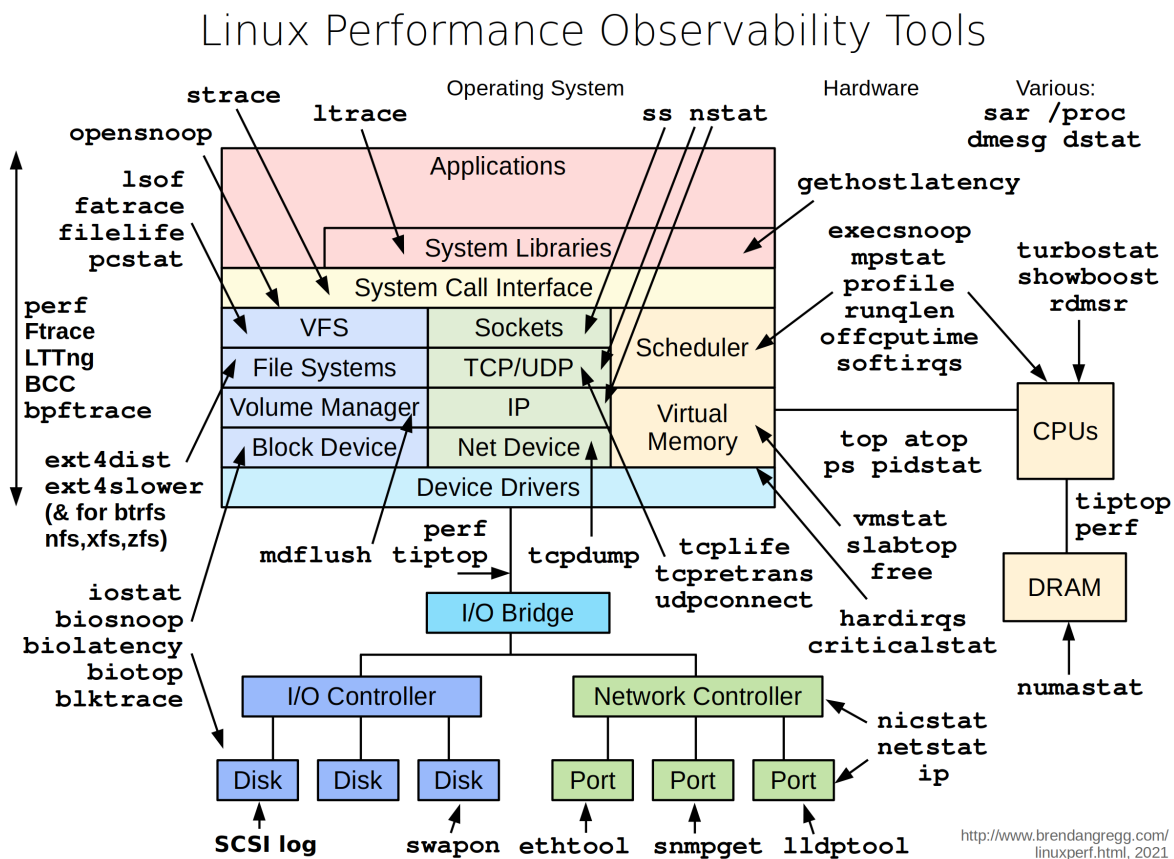 Linux Performance Observability Tools
Operating System
Hardware
Various:
sar /proc
dmesg dstat
strace
ltrace
ss nstat
opensnoop
lsof
fatrace
filelife
pcstat
gethostlatency
perf
Ftrace
LTTng
BCC
bpftrace
Applications
System Libraries
System Call Interface
VFS
Sockets
Scheduler
File Systems
TCP/UDP
Volume Manager
IP
Virtual
Memory
Block Device
Net Device
Device Drivers
execsnoop
mpstat
profile
runqlen
offcputime
softirqs
turbostat
showboost
rdmsr
CPUs
top atop
ps pidstat
tiptop
perf
DRAM
numastat
ext4dist
ext4slower
(& for btrfs
nfs,xfs,zfs)
mdflush
perf
tiptop
tcpdump
tcplife
tcpretrans
udpconnect
vmstat
slabtop
free
hardirqs
criticalstat
iostat
biosnoop
biolatency
biotop
blktrace
I/O Bridge
I/O Controller
Network Controller
nicstat
netstat
ip
Disk
Disk
Disk
Port
Port
Port
SCSI log
swapon
ethtool
snmpget
lldptool
http://www.brendangregg.com/
linuxperf.html, 2021